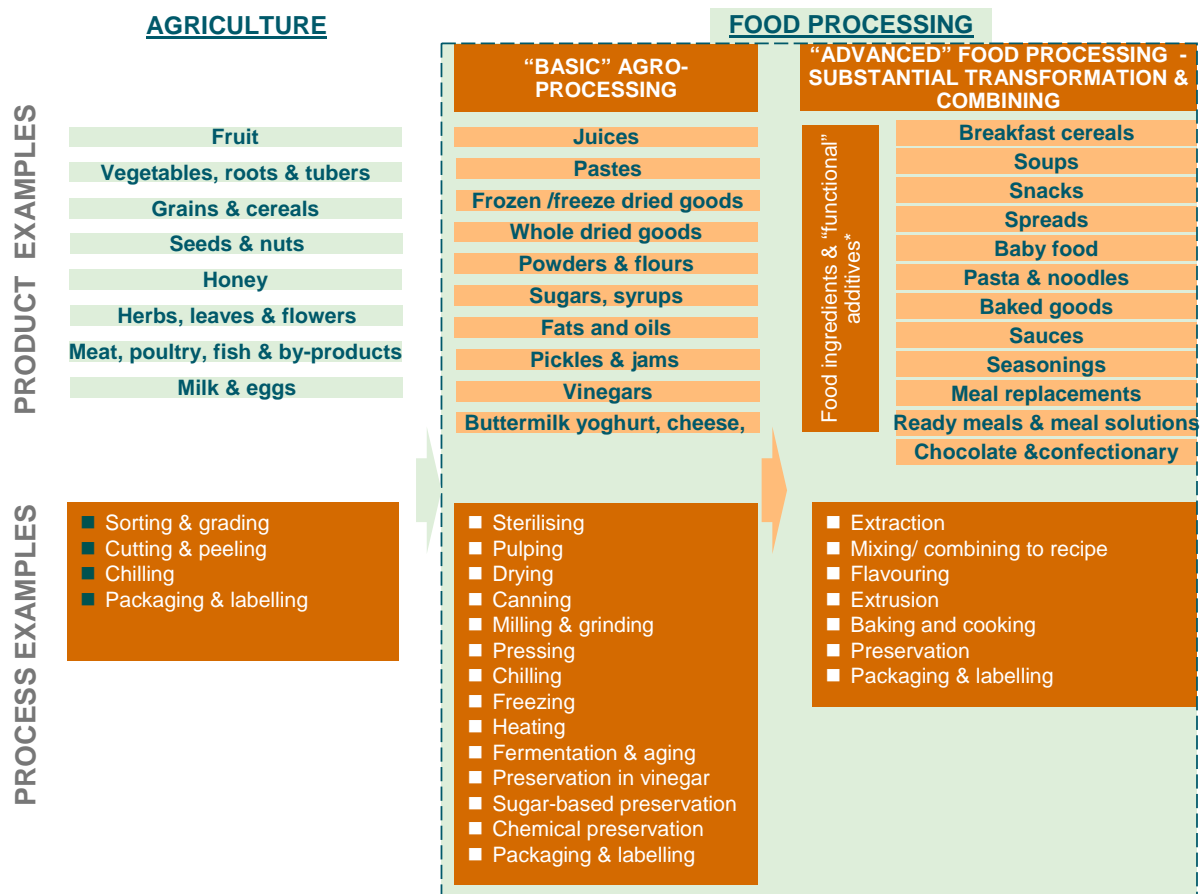 AGRICULTURE
FOOD PROCESSING
“BASIC” AGRO-
PROCESSING
“ADVANCED” FOOD PROCESSING -
SUBSTANTIAL TRANSFORMATION &
COMBINING
PRODUCT EXAMPLES
Fruit
Vegetables, roots & tubers
Grains & cereals
Seeds & nuts
Honey
Herbs, leaves & flowers
Meat, poultry, fish & by-products
Milk & eggs
Juices
Pastes
Frozen /freeze dried goods
Whole dried goods
Powders & flours
Sugars, syrups
Fats and oils
Pickles & jams
Vinegars
Buttermilk yoghurt, cheese,
Food ingredients & “functional”
additives*
Breakfast cereals
Soups
Snacks
Spreads
Baby food
Pasta & noodles
Baked goods
Sauces
Seasonings
Meal replacements
Ready meals & meal solutions
Chocolate &confectionary
PROCESS EXAMPLES
Sorting & grading
Cutting & peeling
Chilling
Packaging & labelling
Sterilising
Pulping
Drying
Canning
Milling & grinding
Pressing
Chilling
Freezing
Heating
Fermentation & aging
Preservation in vinegar
Sugar-based preservation
Chemical preservation
Packaging & labelling
Extraction
Mixing/ combining to recipe
Flavouring
Extrusion
Baking and cooking
Preservation
Packaging & labelling